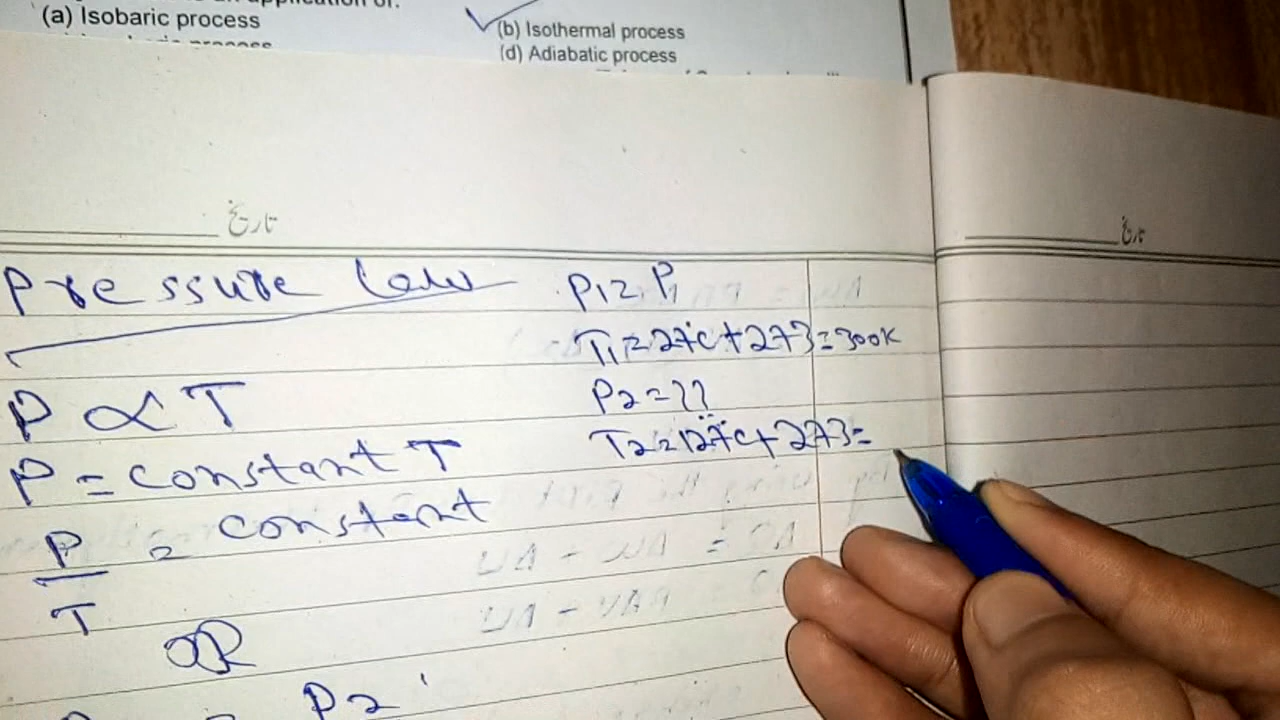 (a) Isobaric process
(b) Isothermal process
(d) Adiabatic process
تاریخ
تاریخ
Pressure Law
P ∝ T
P = constant T
P
T
= constant
OR
P2
P1 = P1
T1 = 27°c + 273 = 300K
P2 = ??
T2 = 127°c + 273 =